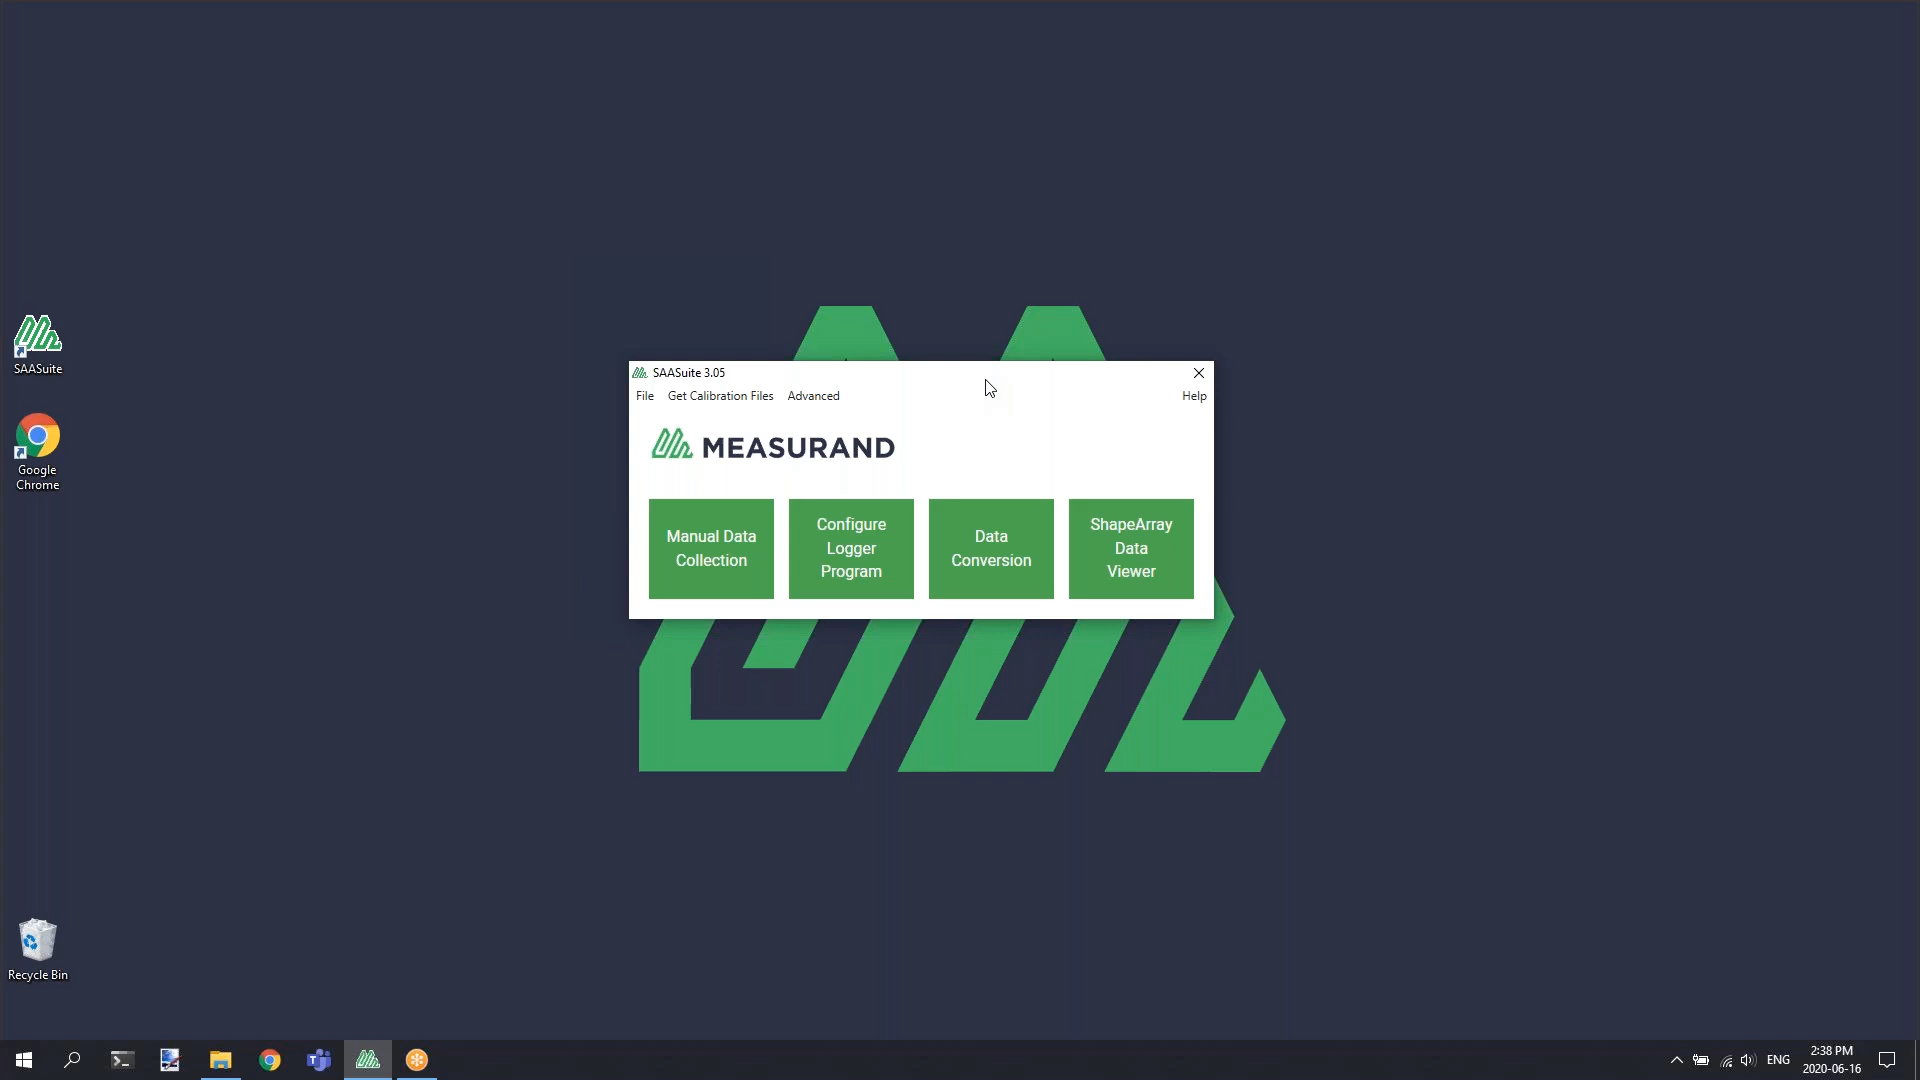 SAASuite
Google
Chrome
Recycle Bin
SAASuite 3.05
File Get Calibration Files Advanced Help
MEASURAND
Manual Data
Collection
Configure
Logger
Program
Data
Conversion
ShapeArray
Data
Viewer
ENG
2:38 PM
2020-06-16